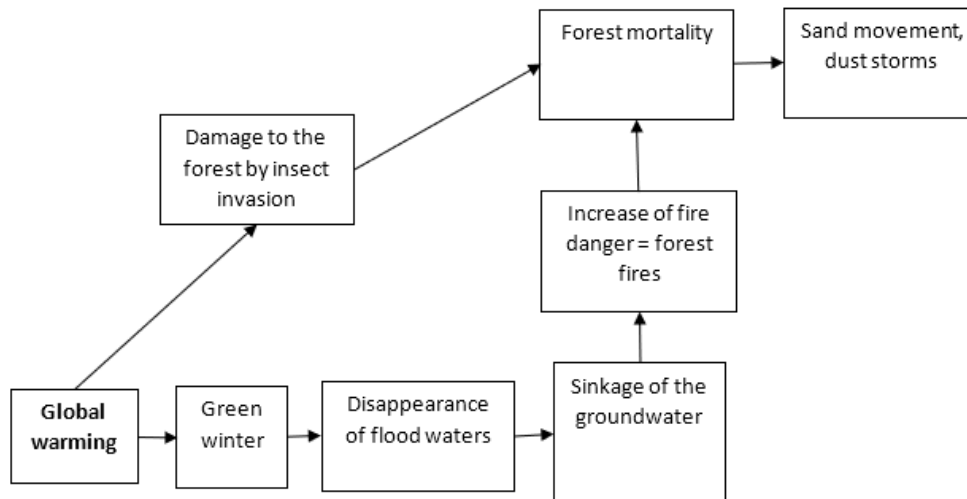 Forest mortality
Sand movement,
dust storms
Damage to the
forest by insect
invasion
Increase of fire
danger = forest
fires
Global
warming
Green
winter
Disappearance
of flood waters
Sinkage of the
groundwater